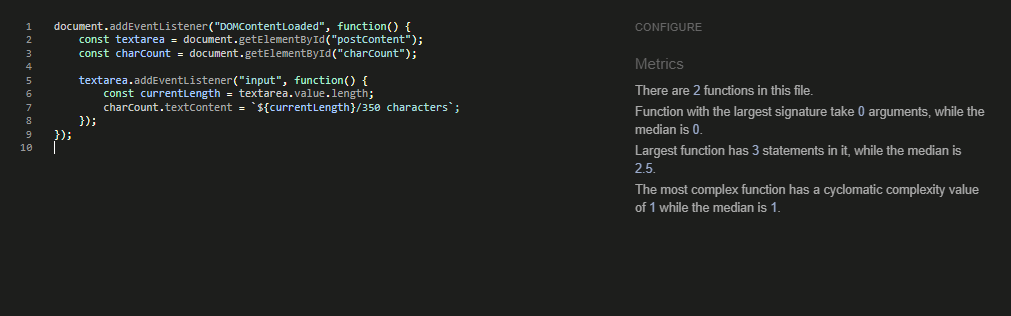 1 document.addEventListener("DOMContentLoaded", function() {
2     const textarea = document.getElementById("postContent");
3     const charCount = document.getElementById("charCount");
4
5     textarea.addEventListener("input", function() {
6         const currentLength = textarea.value.length;
7         charCount.textContent = `${currentLength}/350 characters`;
8     });
9 });
10
CONFIGURE
Metrics
There are 2 functions in this file.
Function with the largest signature take 0 arguments, while the
median is 0.
Largest function has 3 statements in it, while the median is
2.5.
The most complex function has a cyclomatic complexity value
of 1 while the median is 1.